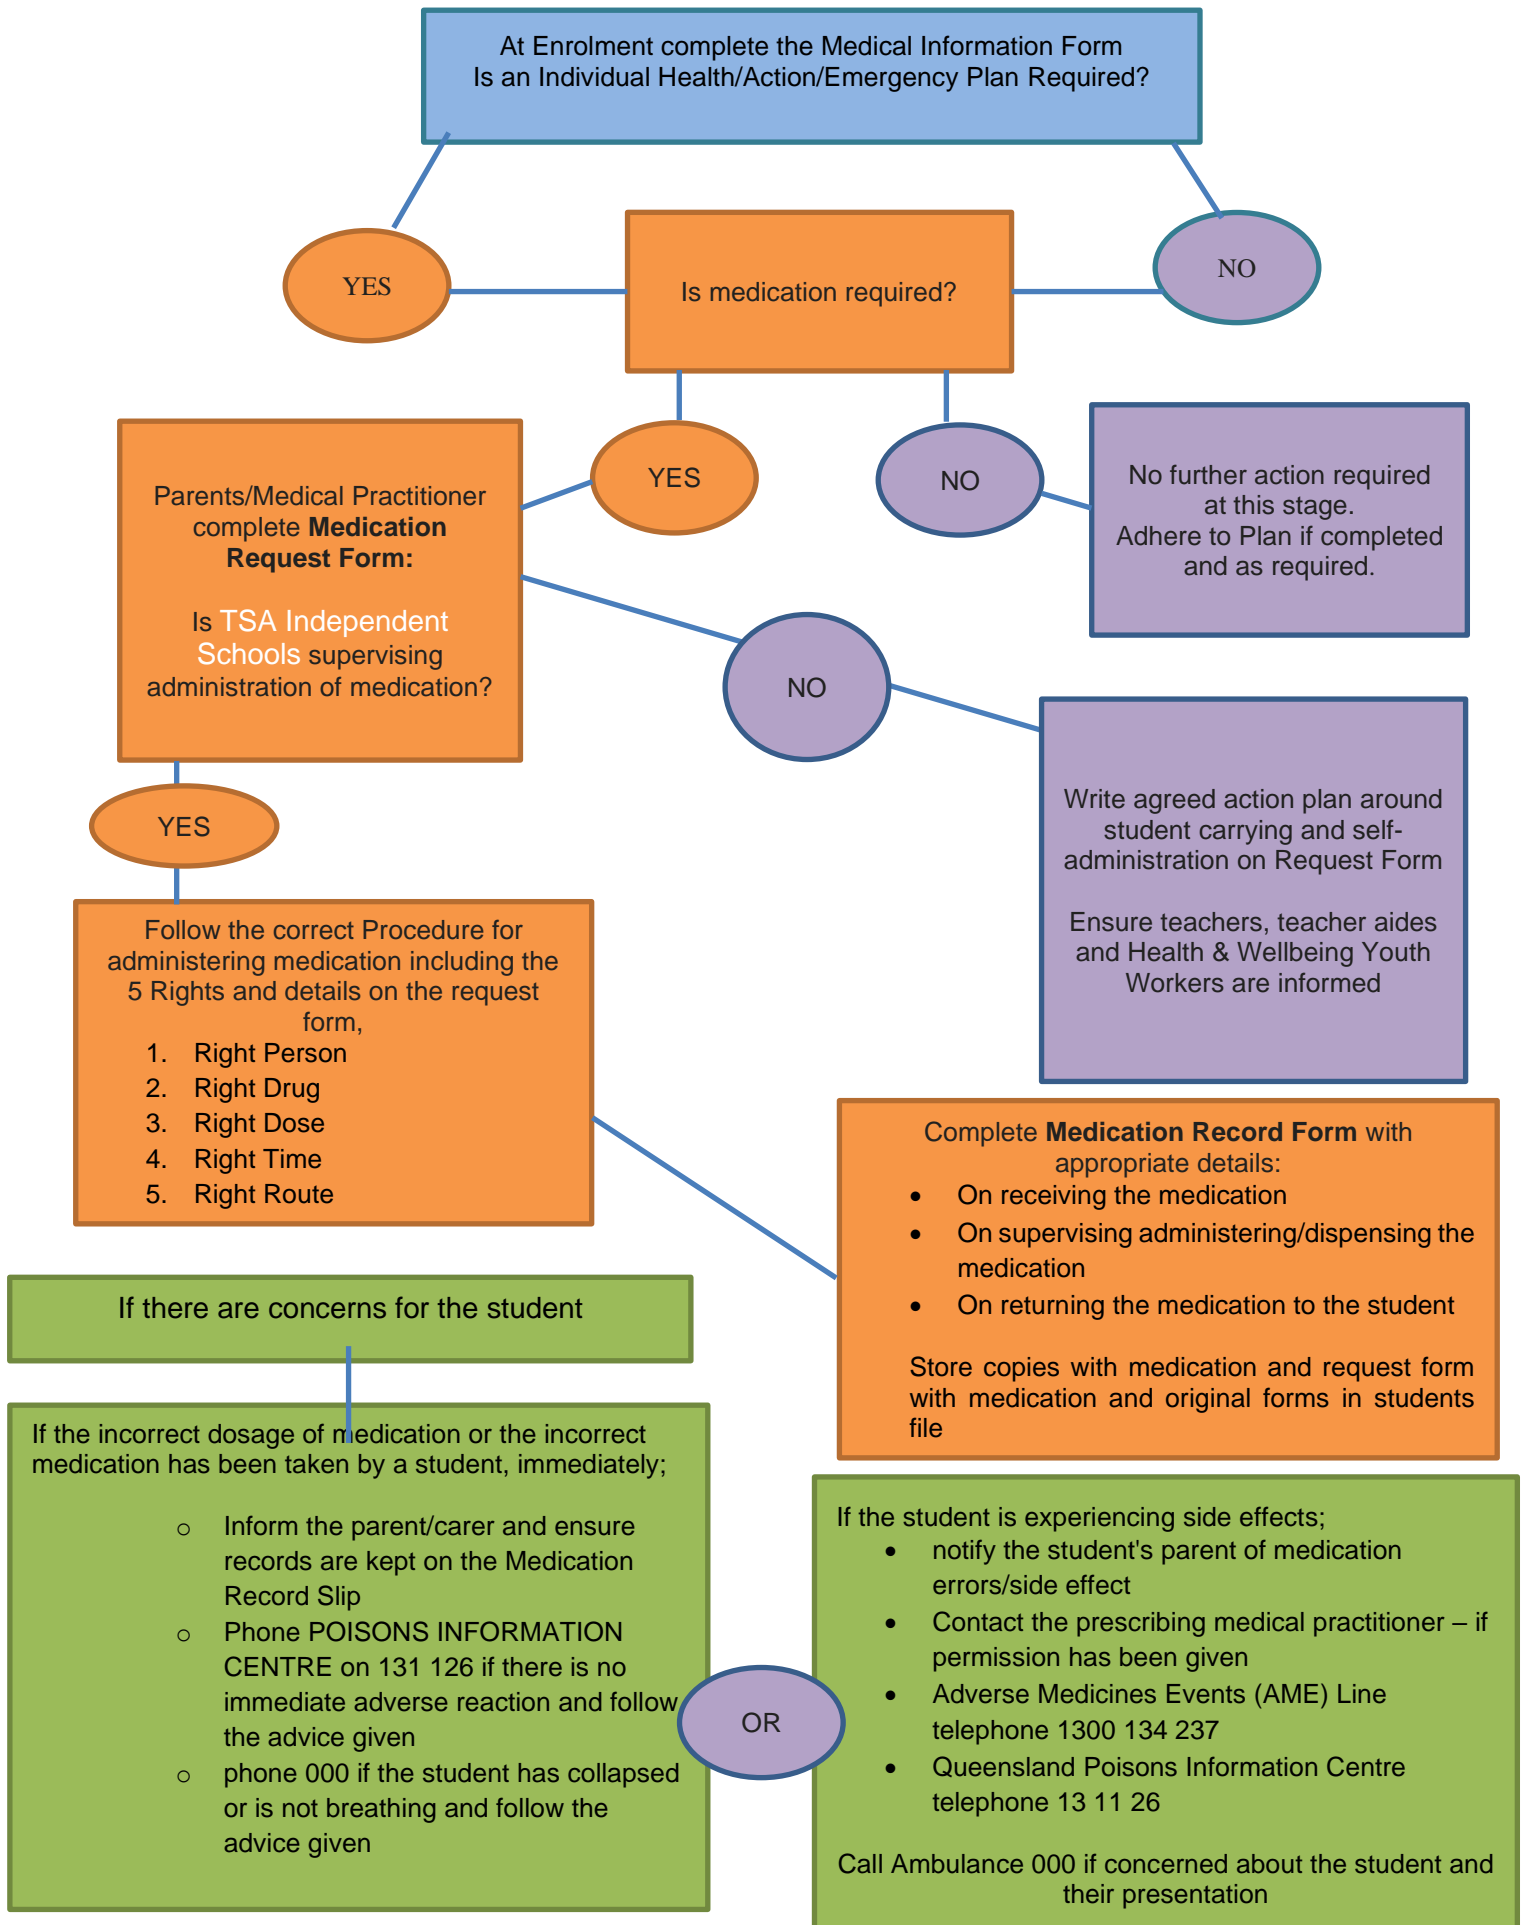 At Enrolment complete the Medical Information Form
Is an Individual Health/Action/Emergency Plan Required?
YES
Is medication required?
NO
YES
NO
No further action required
at this stage.
Adhere to Plan if completed
and as required.
Parents/Medical Practitioner
complete Medication
Request Form:
Is TSA Independent
Schools supervising
administration of medication?
NO
YES
Write agreed action plan around
student carrying and self-
administration on Request Form
Ensure teachers, teacher aides
and Health & Wellbeing Youth
Workers are informed
Follow the correct Procedure for
administering medication including the
5 Rights and details on the request
form,
1. Right Person
2. Right Drug
3. Right Dose
4. Right Time
5. Right Route
Complete Medication Record Form with
appropriate details:
• On receiving the medication
• On supervising administering/dispensing the
medication
• On returning the medication to the student
Store copies with medication and request form
with medication and original forms in students
file
If there are concerns for the student
If the incorrect dosage of medication or the incorrect
medication has been taken by a student, immediately;
o Inform the parent/carer and ensure
records are kept on the Medication
Record Slip
o Phone POISONS INFORMATION
CENTRE on 131 126 if there is no
immediate adverse reaction and follow
the advice given
o phone 000 if the student has collapsed
or is not breathing and follow the
advice given
OR
If the student is experiencing side effects;
• notify the student's parent of medication
errors/side effect
• Contact the prescribing medical practitioner – if
permission has been given
• Adverse Medicines Events (AME) Line
telephone 1300 134 237
• Queensland Poisons Information Centre
telephone 13 11 26
Call Ambulance 000 if concerned about the student and
their presentation